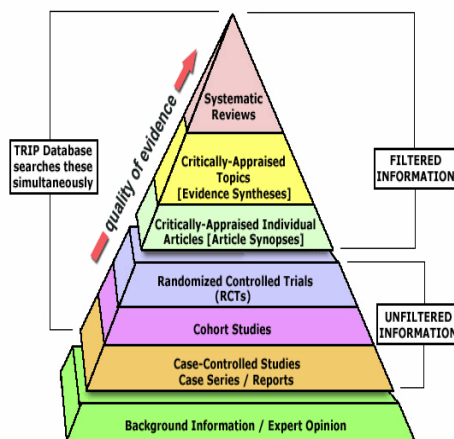 quality of evidence
TRIP Database
searches these
simultaneously
Systematic
Reviews
Critically-Appraised
Topics
[Evidence Syntheses]
Critically-Appraised Individual
Articles [Article Synopses]
FILTERED
INFORMATION
Randomized Controlled Trials
(RCTs)
Cohort Studies
Case-Controlled Studies
Case Series / Reports
UNFILTERED
INFORMATION
Background Information / Expert Opinion